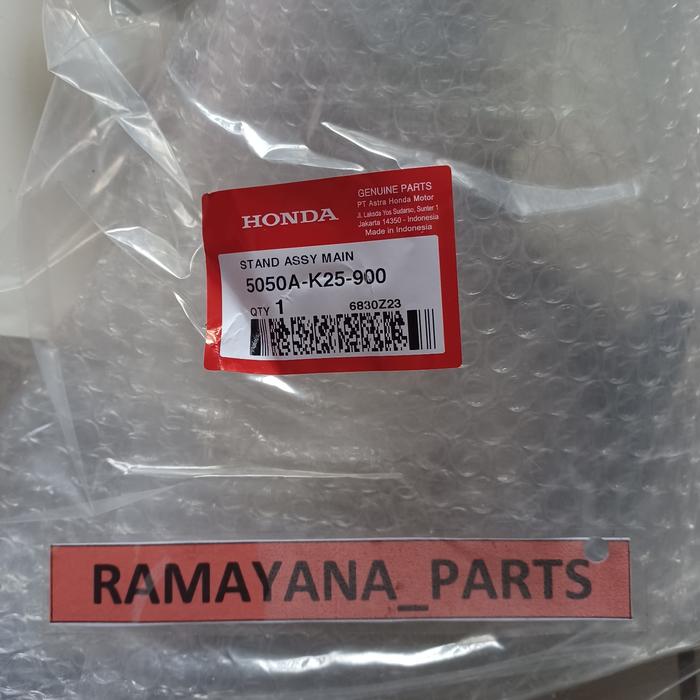 HONDA
GENUINE PARTS
PT Astra Honda Motor
Jl. Laksda Yos Sudarso, Sunter 1
Jakarta 14350 - Indonesia
Made in Indonesia
STAND ASSY MAIN
5050A-K25-900
QTY 1 6830Z23
RAMAYANA_PARTS